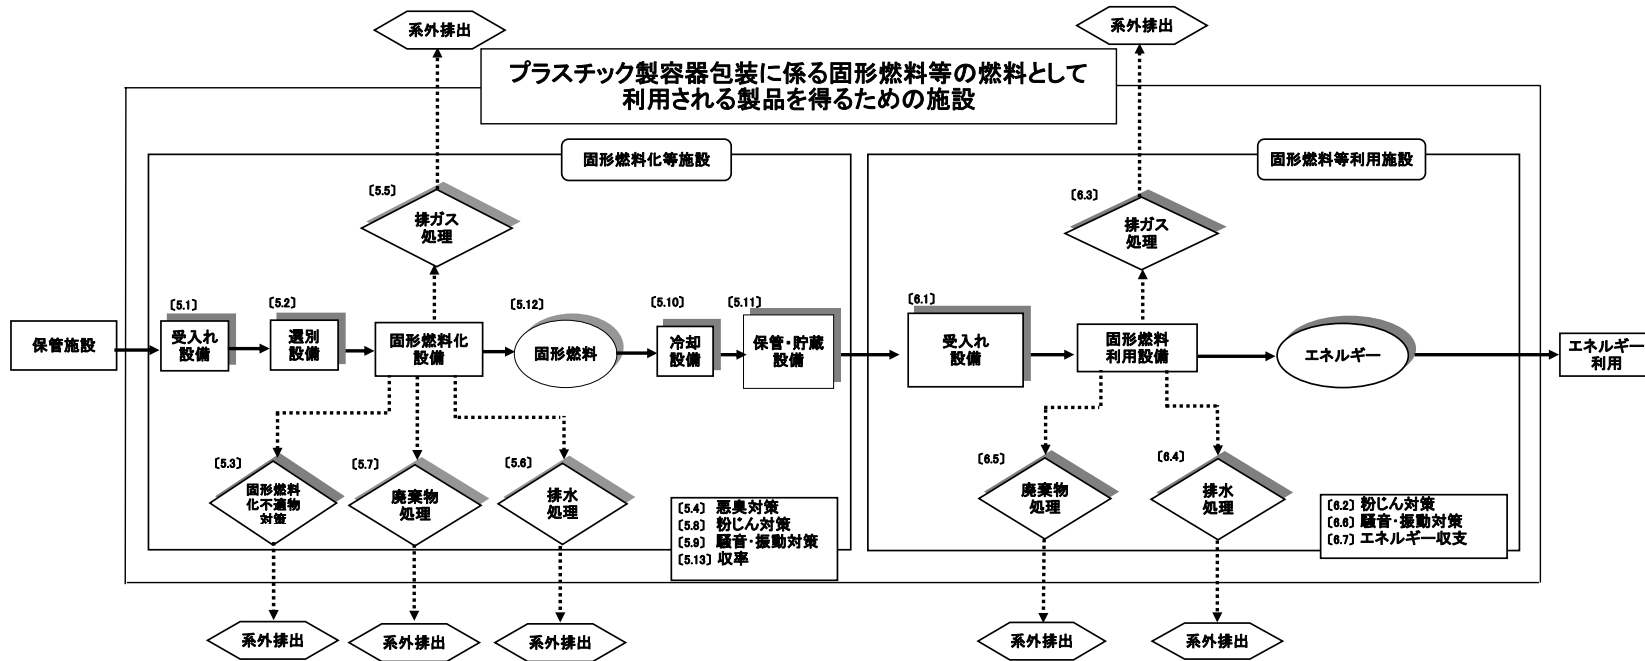 系外排出
系外排出
プラスチック製容器包装に係る固形燃料等の燃料として
利用される製品を得るための施設
固形燃料化等施設
固形燃料等利用施設
〔5.5〕
排ガス
処理
〔6.3〕
排ガス
処理
保管施設
〔5.1〕
受入れ
設備
〔5.2〕
選別
設備
固形燃料化
設備
〔5.12〕
固形燃料
〔5.10〕
冷却
設備
〔5.11〕
保管・貯蔵
設備
〔6.1〕
受入れ
設備
固形燃料
利用設備
エネルギー
エネルギー
利用
〔5.3〕
固形燃料
化不適物
対策
〔5.7〕
廃棄物
処理
〔5.6〕
排水
処理
〔5.4〕 悪臭対策
〔5.8〕 粉じん対策
〔5.9〕 騒音・振動対策
〔5.13〕 収率
〔6.5〕
廃棄物
処理
〔6.4〕
排水
処理
〔6.2〕 粉じん対策
〔6.6〕 騒音・振動対策
〔6.7〕 エネルギー収支
系外排出
系外排出
系外排出
系外排出
系外排出